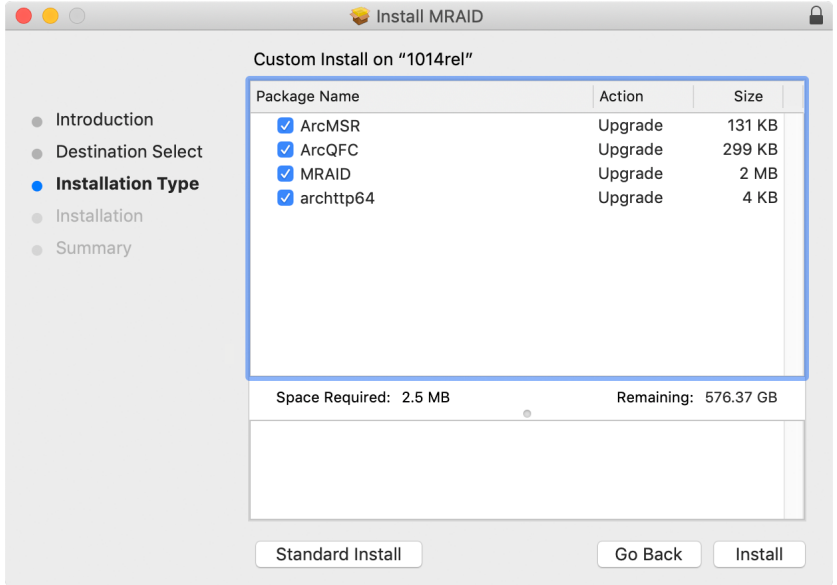 Install MRAID
Custom Install on “1014rel”
Introduction
Destination Select
Installation Type
Installation
Summary
Package Name Action Size
ArcMSR Upgrade 131 KB
ArcQFC Upgrade 299 KB
MRAID Upgrade 2 MB
archttp64 Upgrade 4 KB
Space Required: 2.5 MB Remaining: 576.37 GB
Standard Install Go Back Install